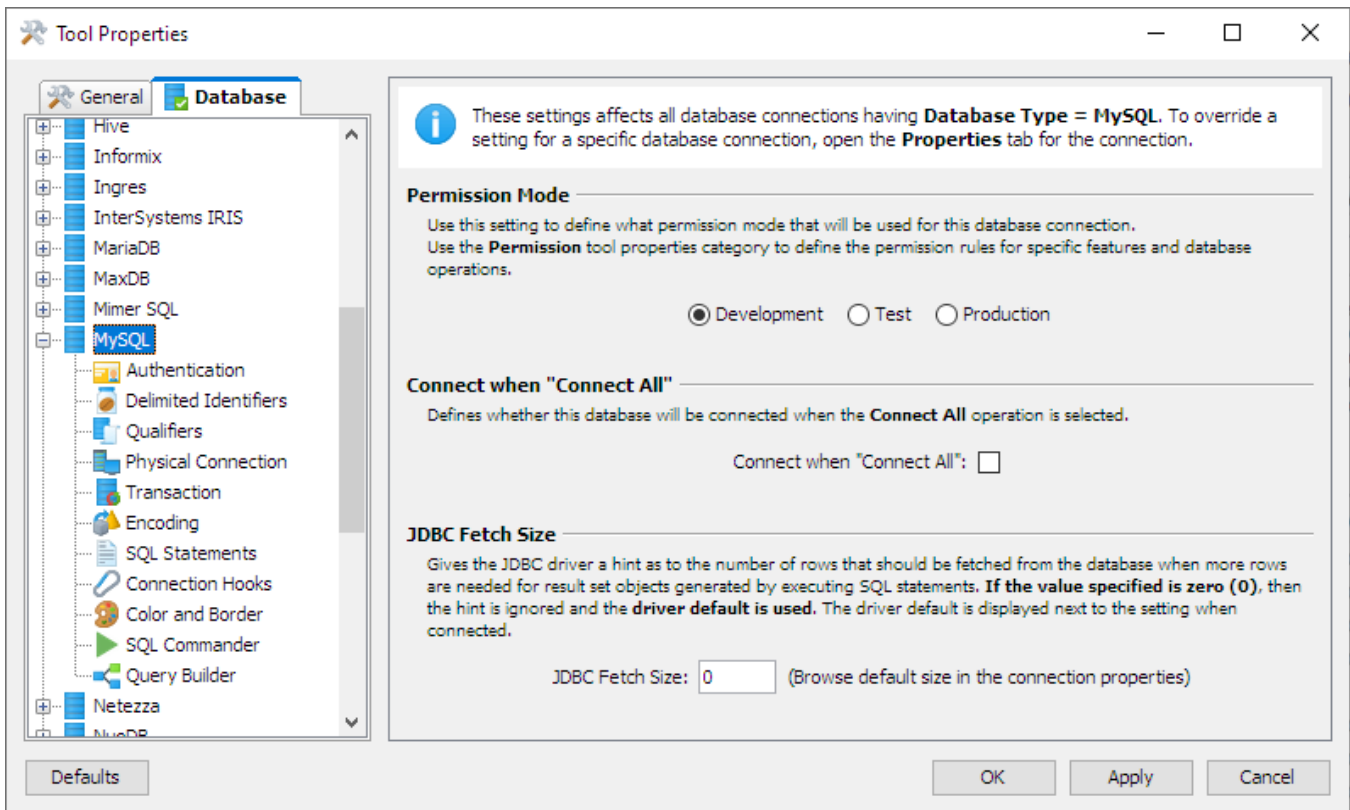 Tool Properties
General
Database
Hive
Informix
Ingres
InterSystems IRIS
MariaDB
MaxDB
Mimer SQL
MySQL
Authentication
Delimited Identifiers
Qualifiers
Physical Connection
Transaction
Encoding
SQL Statements
Connection Hooks
Color and Border
SQL Commander
Query Builder
Netezza
NuoDB
Defaults
These settings affects all database connections having Database Type = MySQL. To override a
setting for a specific database connection, open the Properties tab for the connection.
Permission Mode
Use this setting to define what permission mode that will be used for this database connection.
Use the Permission tool properties category to define the permission rules for specific features and database
operations.
Development Test Production
Connect when "Connect All"
Defines whether this database will be connected when the Connect All operation is selected.
Connect when "Connect All":
JDBC Fetch Size
Gives the JDBC driver a hint as to the number of rows that should be fetched from the database when more rows
are needed for result set objects generated by executing SQL statements. If the value specified is zero (0), then
the hint is ignored and the driver default is used. The driver default is displayed next to the setting when
connected.
JDBC Fetch Size: 0 (Browse default size in the connection properties)
OK Apply Cancel